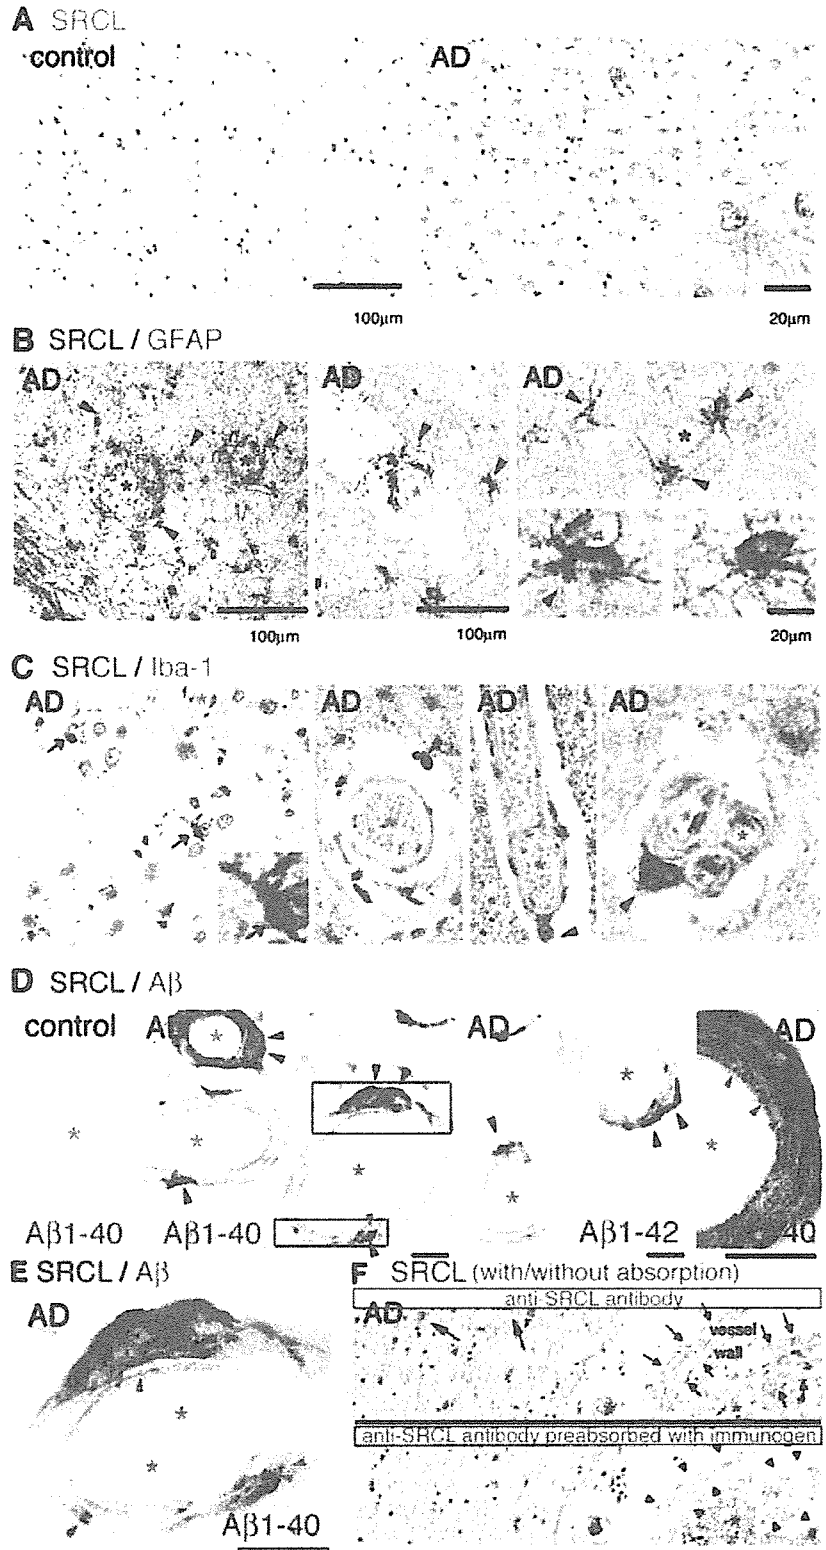 A SRCL
control AD
100μm 20μm
B SRCL / GFAP
AD AD AD
* * * *
100μm 100μm 20μm
C SRCL / Iba-1
AD AD AD AD
* * * *
D SRCL / Aβ
control AD AD AD
* * * * * * *
Aβ1-40 Aβ1-40 Aβ1-42 40
E SRCL / Aβ
AD
* *
Aβ1-40
F SRCL (with/without absorption)
anti-SRCL antibody
AD
vessel
wall
anti-SRCL antibody preabsorbed with immunogen